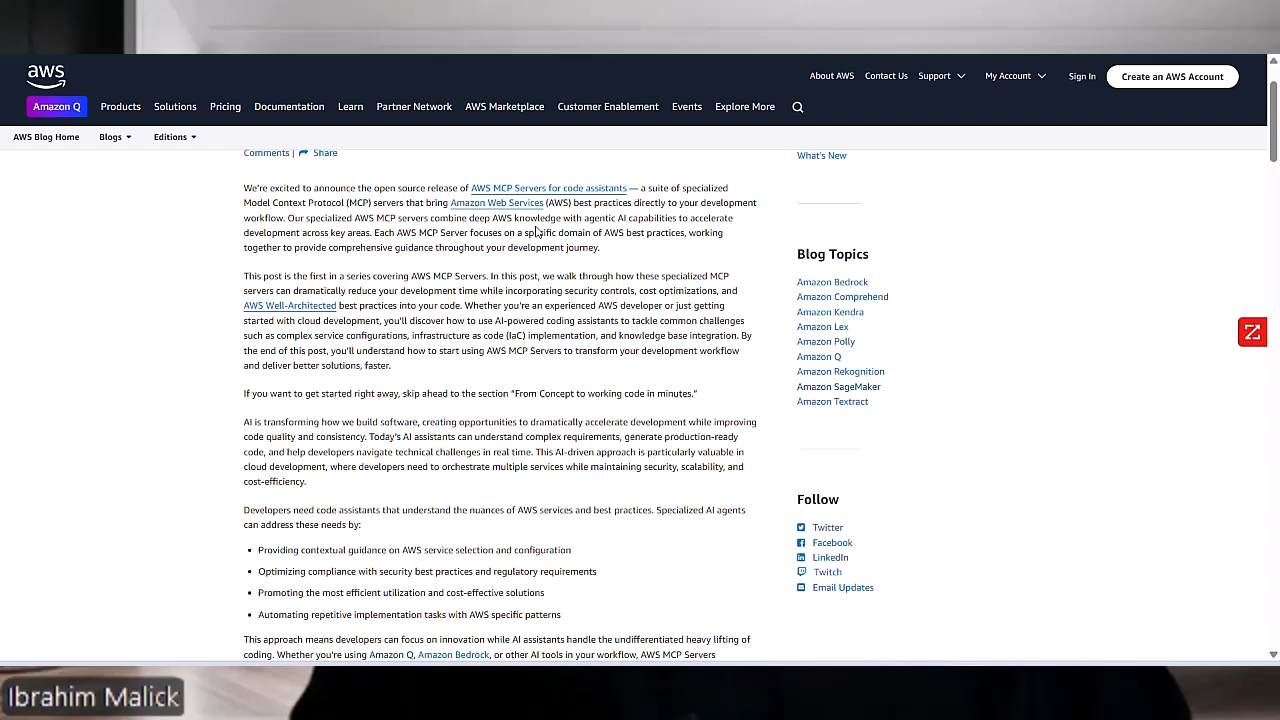 aws
About AWS Contact Us Support My Account Sign In Create an AWS Account
Amazon Q Products Solutions Pricing Documentation Learn Partner Network AWS Marketplace Customer Enablement Events Explore More
AWS Blog Home Blogs Editions
Comments | Share
We're excited to announce the open source release of AWS MCP Servers for code assistants — a suite of specialized
Model Context Protocol (MCP) servers that bring Amazon Web Services (AWS) best practices directly to your development
workflow. Our specialized AWS MCP servers combine deep AWS knowledge with agentic AI capabilities to accelerate
development across key areas. Each AWS MCP Server focuses on a specific domain of AWS best practices, working
together to provide comprehensive guidance throughout your development journey.
This post is the first in a series covering AWS MCP Servers. In this post, we walk through how these specialized MCP
servers can dramatically reduce your development time while incorporating security controls, cost optimizations, and
AWS Well-Architected best practices into your code. Whether you're an experienced AWS developer or just getting
started with cloud development, you'll discover how to use AI-powered coding assistants to tackle common challenges
such as complex service configurations, infrastructure as code (IaC) implementation, and knowledge base integration. By
the end of this post, you'll understand how to start using AWS MCP Servers to transform your development workflow
and deliver better solutions, faster.
If you want to get started right away, skip ahead to the section “From Concept to working code in minutes.”
AI is transforming how we build software, creating opportunities to dramatically accelerate development while improving
code quality and consistency. Today's AI assistants can understand complex requirements, generate production-ready
code, and help developers navigate technical challenges in real time. This AI-driven approach is particularly valuable in
cloud development, where developers need to orchestrate multiple services while maintaining security, scalability, and
cost-efficiency.
Developers need code assistants that understand the nuances of AWS services and best practices. Specialized AI agents
can address these needs by:
• Providing contextual guidance on AWS service selection and configuration
• Optimizing compliance with security best practices and regulatory requirements
• Promoting the most efficient utilization and cost-effective solutions
• Automating repetitive implementation tasks with AWS specific patterns
This approach means developers can focus on innovation while AI assistants handle the undifferentiated heavy lifting of
coding. Whether you're using Amazon Q, Amazon Bedrock, or other AI tools in your workflow, AWS MCP Servers
What's New
Blog Topics
Amazon Bedrock
Amazon Comprehend
Amazon Kendra
Amazon Lex
Amazon Polly
Amazon Q
Amazon Rekognition
Amazon SageMaker
Amazon Textract
Follow
Twitter
Facebook
LinkedIn
Twitch
Email Updates
Ibrahim Malick